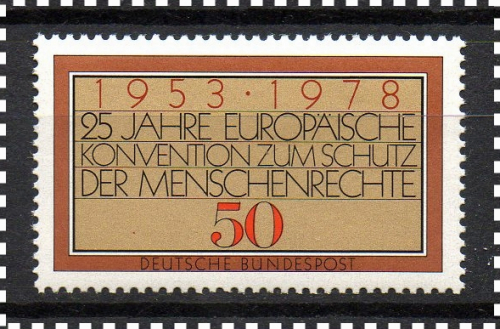 1953 · 1978
25 JAHRE EUROPÄISCHE
KONVENTION ZUM SCHUTZ
DER MENSCHENRECHTE
50
DEUTSCHE BUNDESPOST